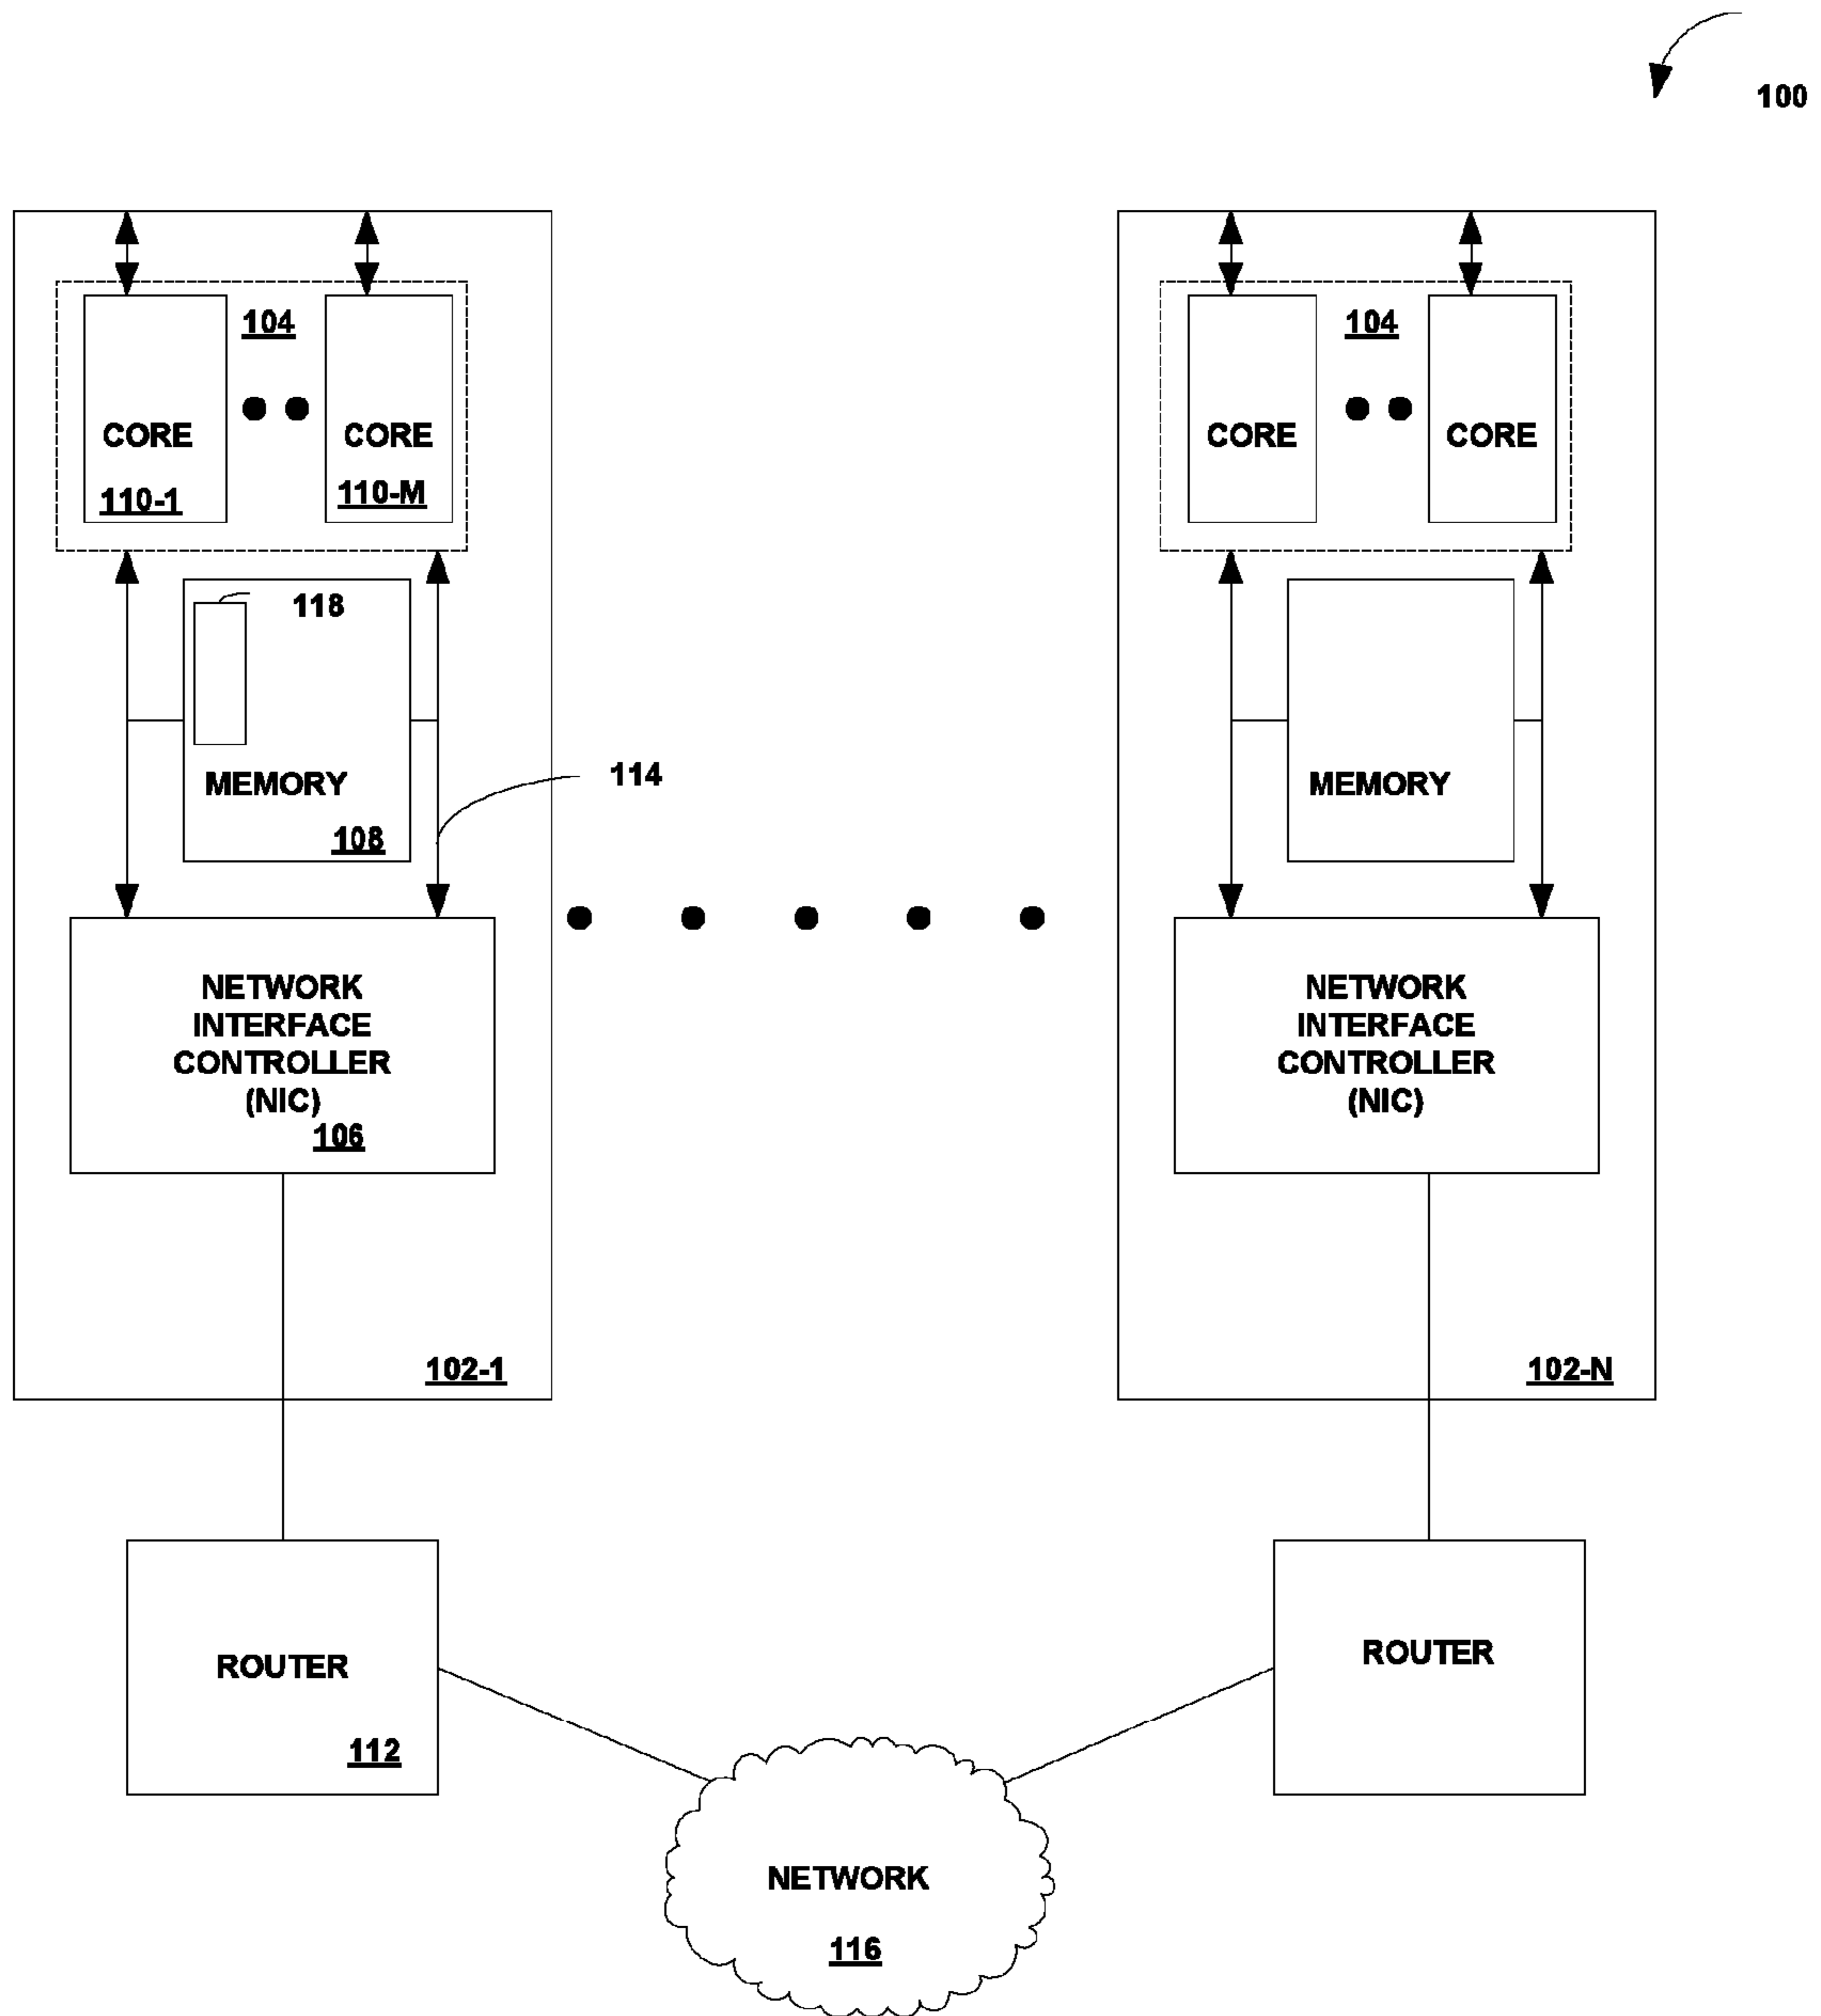 100
104
CORE
110-1
CORE
110-M
118
MEMORY
108
114
NETWORK
INTERFACE
CONTROLLER
(NIC)
106
102-1
ROUTER
112
104
CORE
CORE
MEMORY
NETWORK
INTERFACE
CONTROLLER
(NIC)
102-N
ROUTER
NETWORK
116